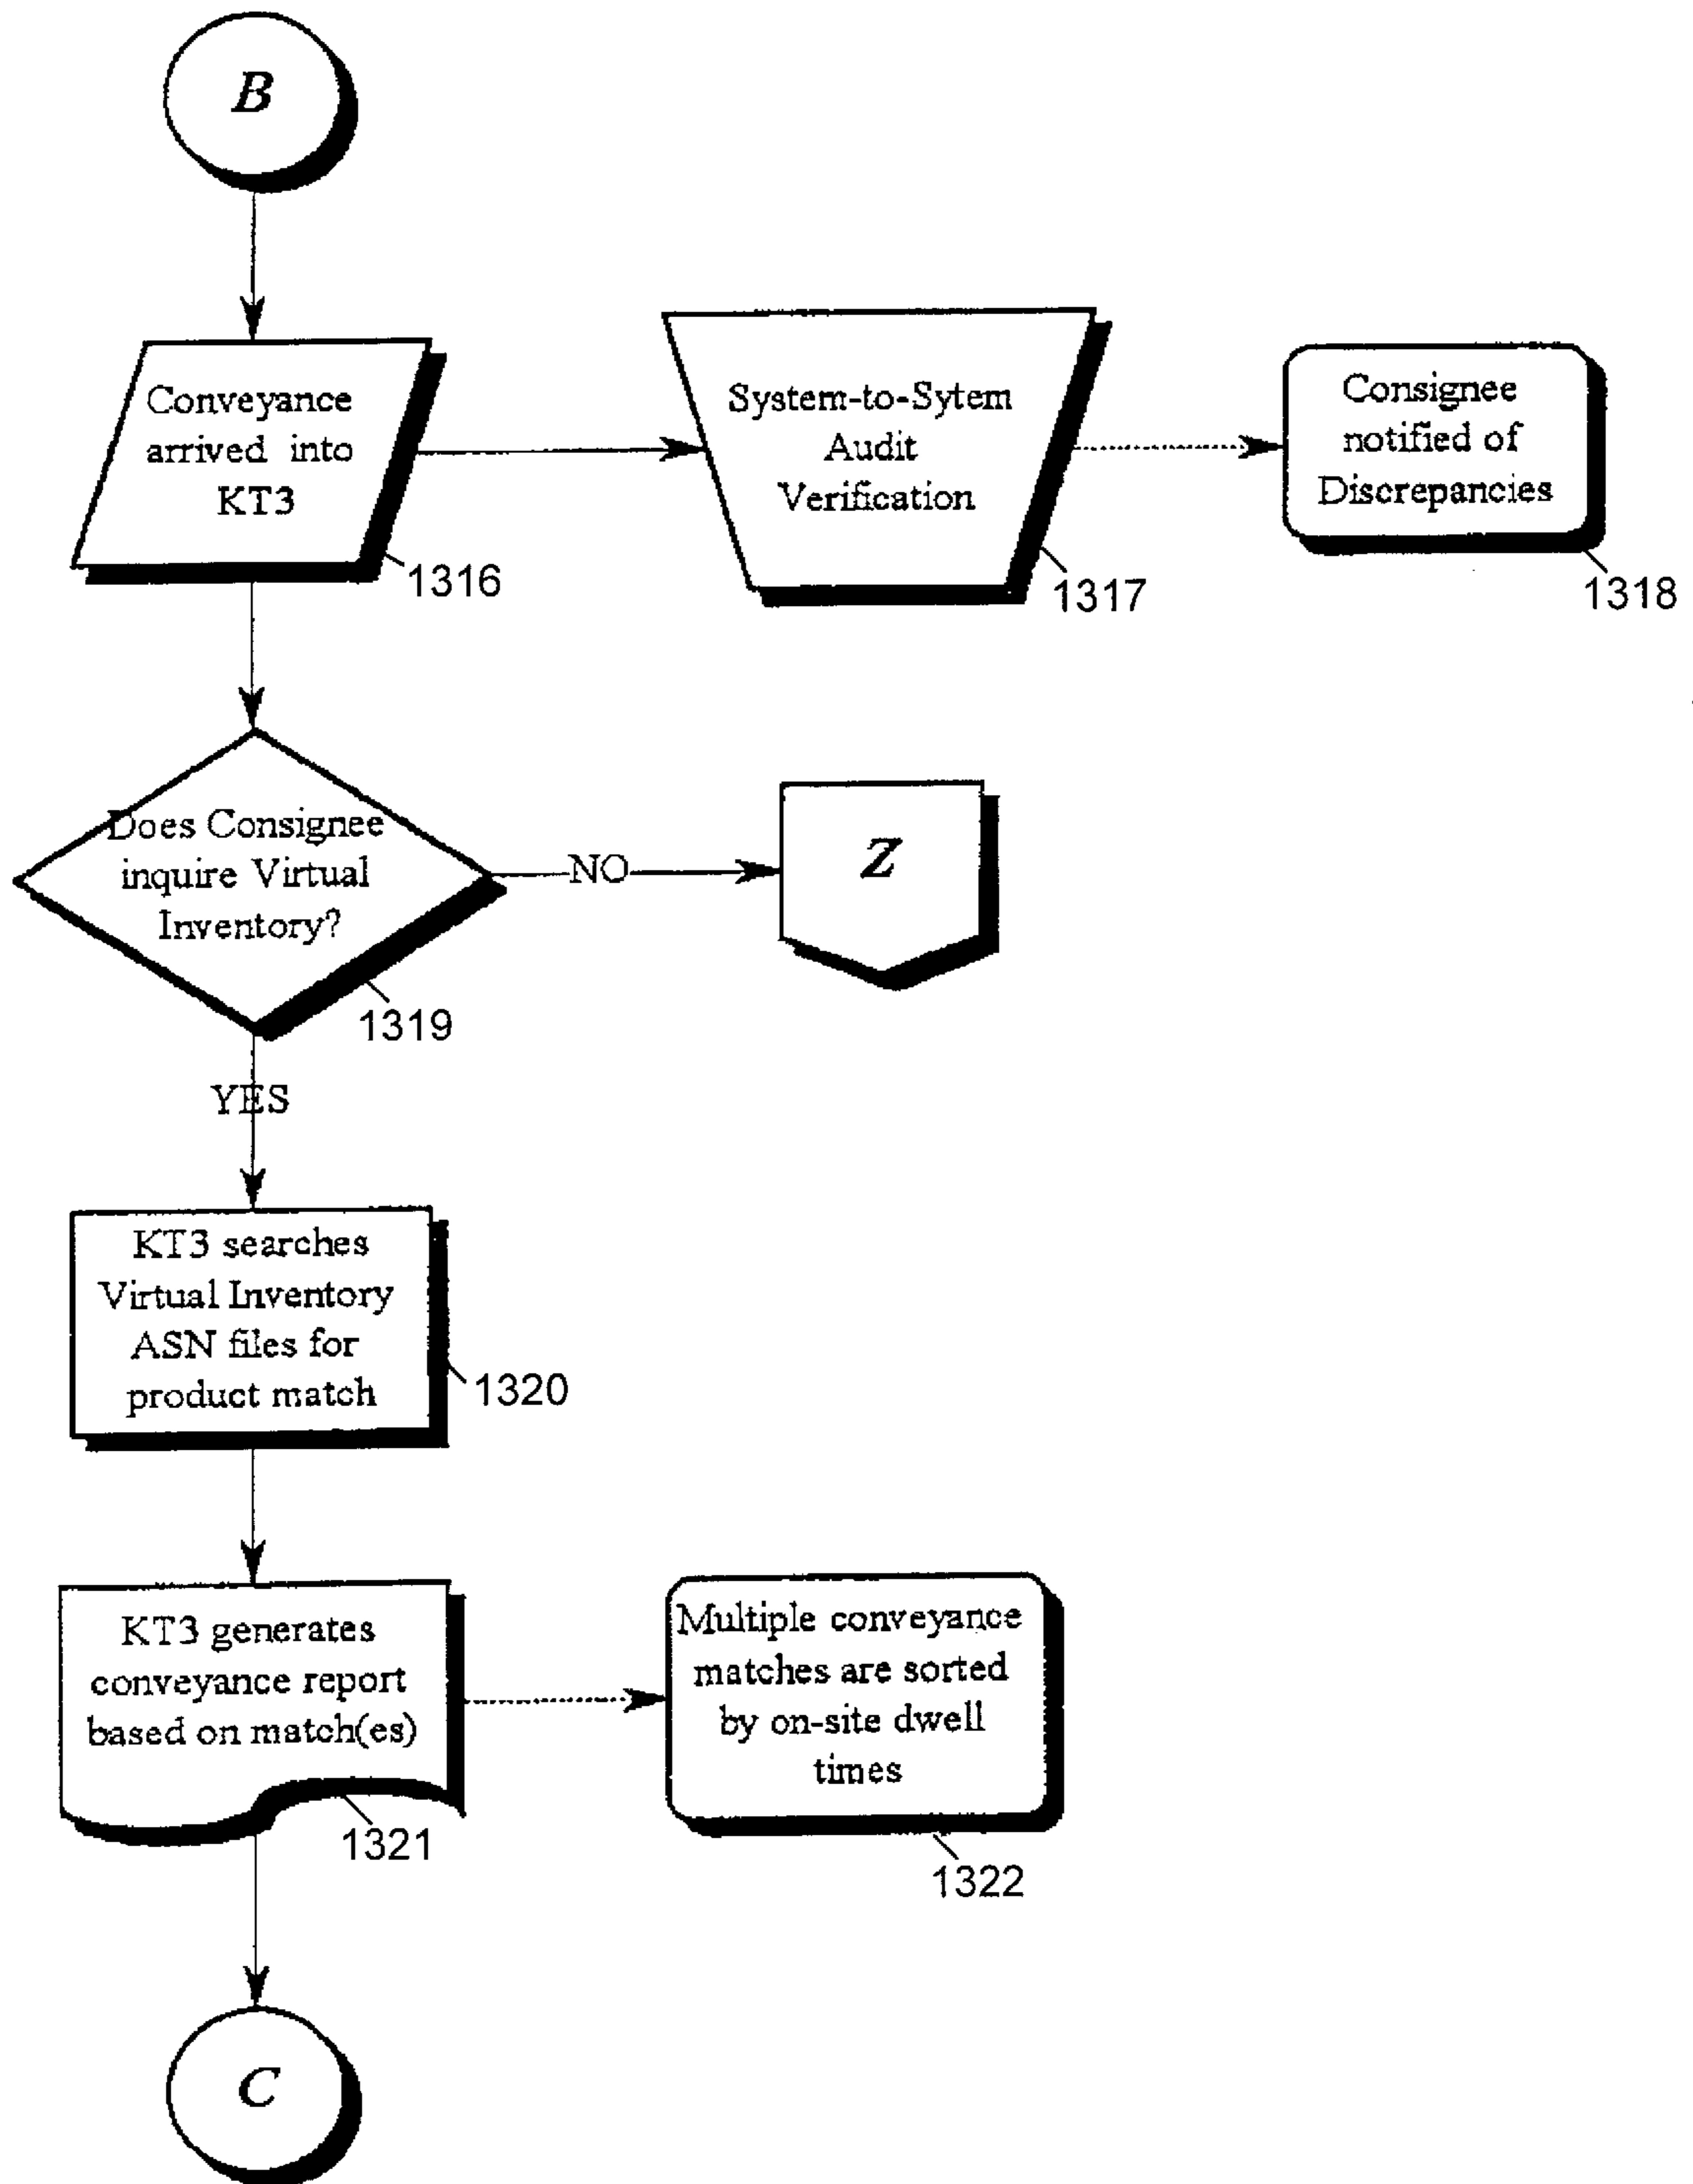 B
Conveyance
arrived into
KT3
1316
System-to-Sytem
Audit
Verification
1317
Consignee
notified of
Discrepancies
1318
Does Consignee
inquire Virtual
Inventory?
1319
NO
Z
YES
KT3 searches
Virtual Inventory
ASN files for
product match
1320
KT3 generates
conveyance report
based on match(es)
1321
Multiple conveyance
matches are sorted
by on-site dwell
times
1322
C